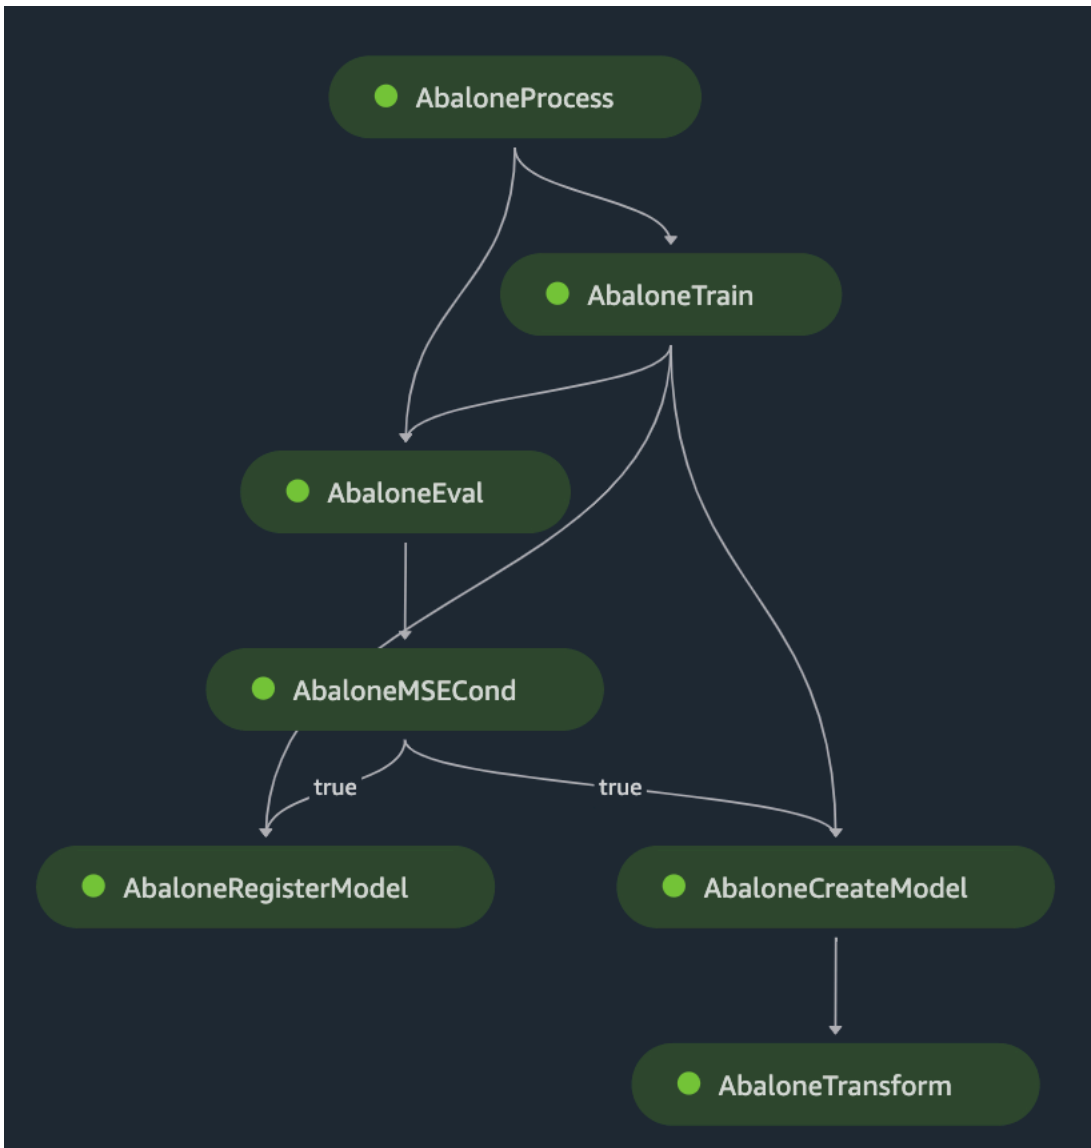 AbaloneProcess
AbaloneTrain
AbaloneEval
AbaloneMSECond
true
true
AbaloneRegisterModel
AbaloneCreateModel
AbaloneTransform